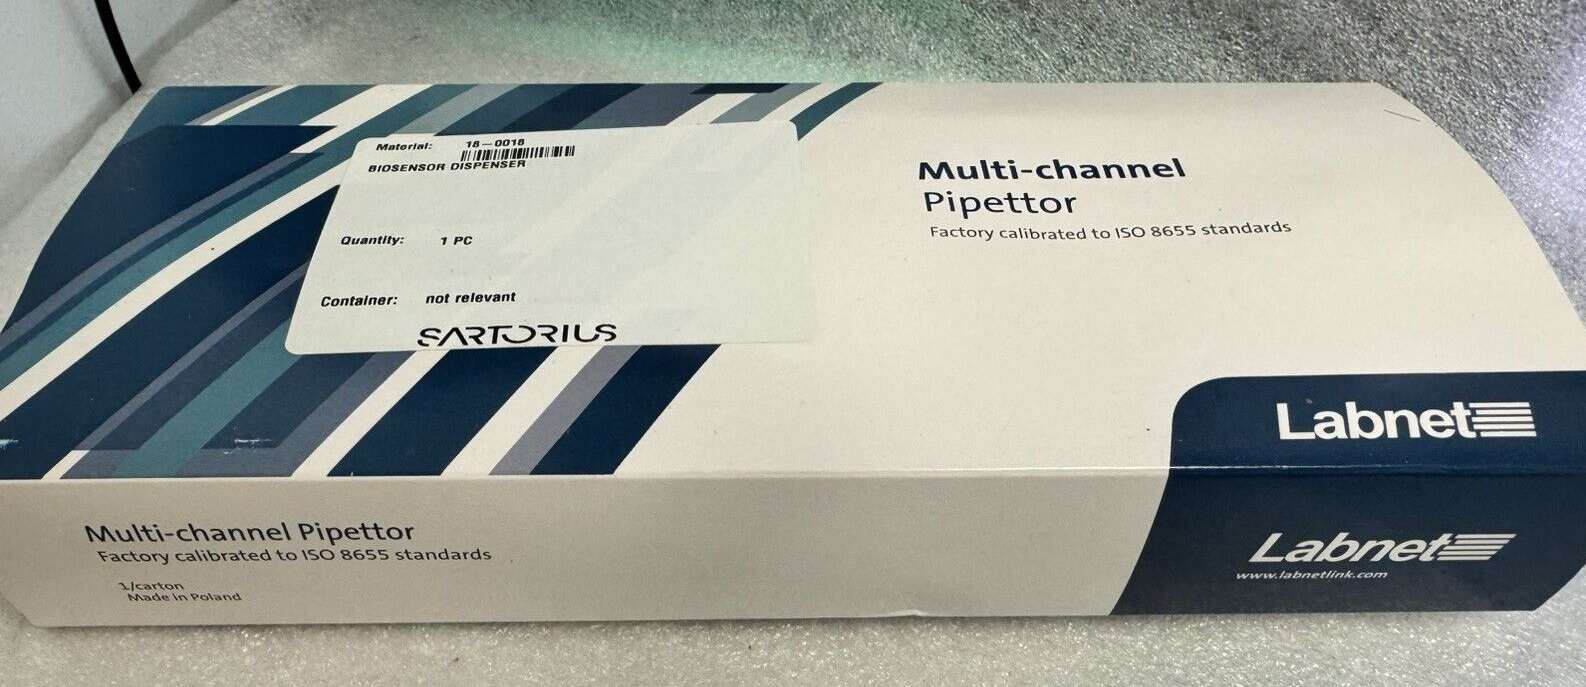 Material: 18-0018
BIOSENSOR DISPENSER
Quantity: 1 PC
Container: not relevant
SARTORIUS
Multi-channel
Pipettor
Factory calibrated to ISO 8655 standards
Labnet
Multi-channel Pipettor
Factory calibrated to ISO 8655 standards
1/carton
Made in Poland
Labnet
www.labnetlink.com